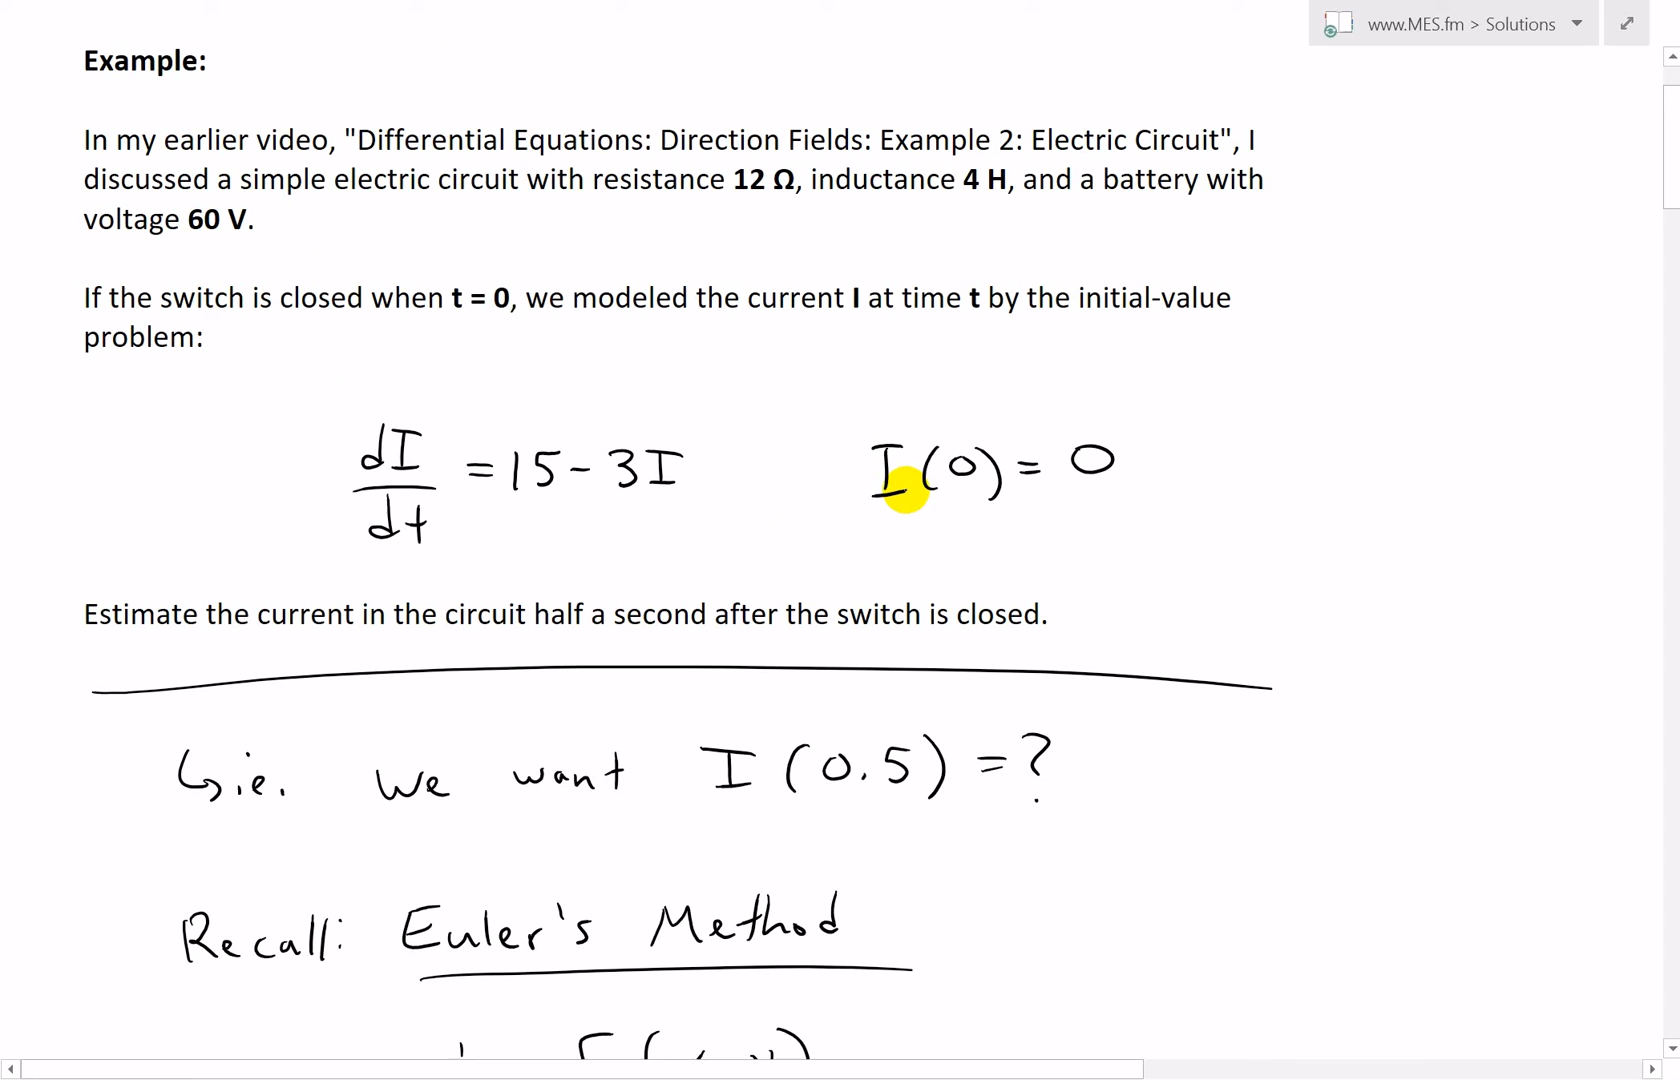 www.MES.fm > Solutions
Example:
In my earlier video, "Differential Equations: Direction Fields: Example 2: Electric Circuit", I
discussed a simple electric circuit with resistance 12 Ω, inductance 4 H, and a battery with
voltage 60 V.
If the switch is closed when t = 0, we modeled the current I at time t by the initial-value
problem:
dI/dt = 15 - 3I I(0) = 0
Estimate the current in the circuit half a second after the switch is closed.
↳ i.e. We want I(0.5) = ?
Recall: Euler's Method